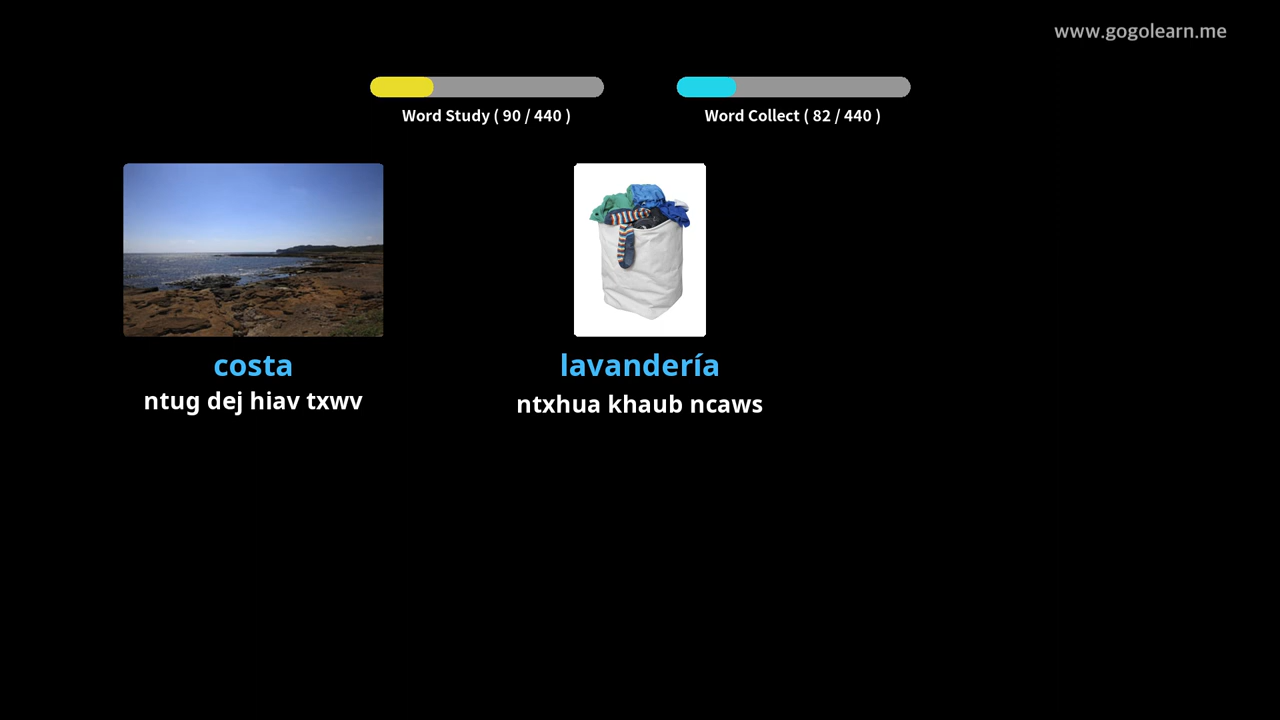 www.gogolearn.me
Word Study ( 90 / 440 )
Word Collect ( 82 / 440 )
costa
ntug dej hiav txwv
lavandería
ntxhua khaub ncaws